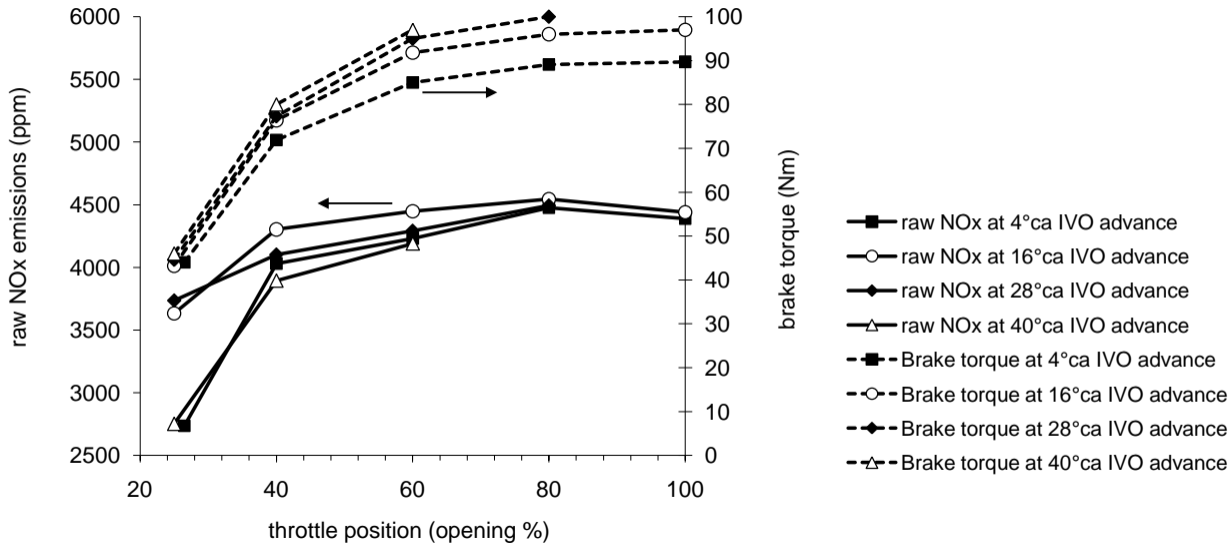 raw NOx emissions (ppm)
6000
5500
5000
4500
4000
3500
3000
2500
20
40
60
80
100
throttle position (opening %)
100
90
80
70
60
50
40
30
20
10
0
brake torque (Nm)
raw NOx at 4°ca IVO advance
raw NOx at 16°ca IVO advance
raw NOx at 28°ca IVO advance
raw NOx at 40°ca IVO advance
Brake torque at 4°ca IVO advance
Brake torque at 16°ca IVO advance
Brake torque at 28°ca IVO advance
Brake torque at 40°ca IVO advance